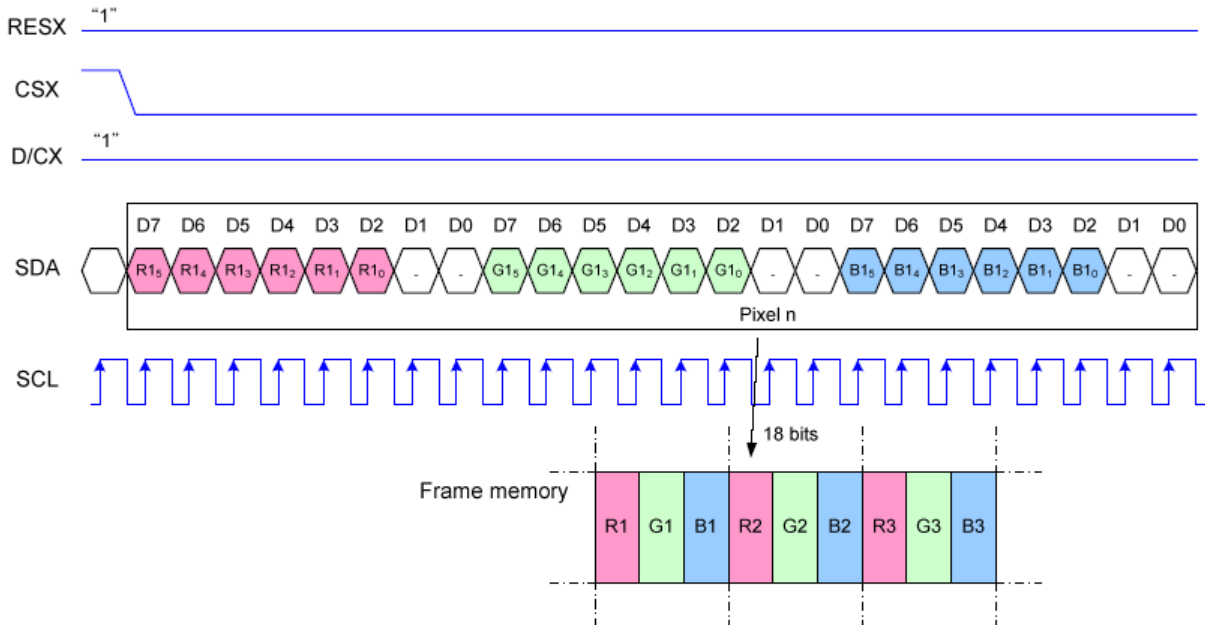 “1”
RESX
CSX
“1”
D/CX
D7 D6 D5 D4 D3 D2 D1 D0 D7 D6 D5 D4 D3 D2 D1 D0 D7 D6 D5 D4 D3 D2 D1 D0
SDA R1₅ R1₄ R1₃ R1₂ R1₁ R1₀ - - G1₅ G1₄ G1₃ G1₂ G1₁ G1₀ - - B1₅ B1₄ B1₃ B1₂ B1₁ B1₀ - -
Pixel n
SCL
18 bits
Frame memory
R1 G1 B1 R2 G2 B2 R3 G3 B3